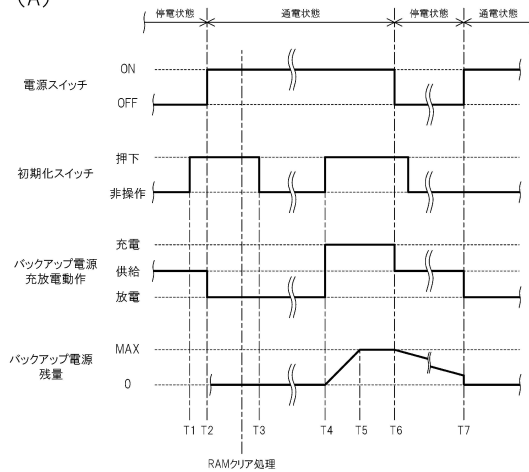 (A)
停電状態 通電状態 停電状態 通電状態
電源スイッチ
ON
OFF
初期化スイッチ
押下
非操作
バックアップ電源
充放電動作
充電
供給
放電
バックアップ電源
残量
MAX
0
T1 T2 T3 T4 T5 T6 T7
RAMクリア処理